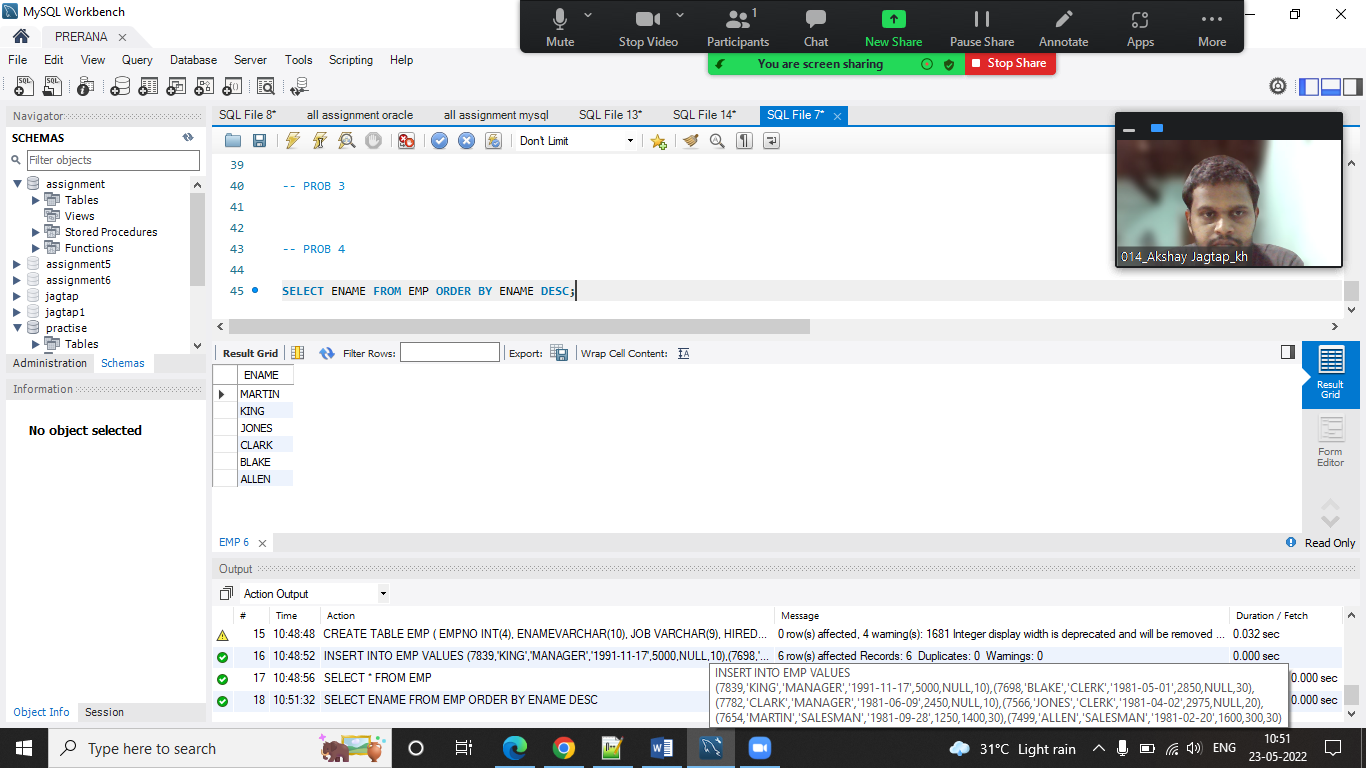 MySQL Workbench
PRERANA
File Edit View Query Database Server Tools Scripting Help
Mute Stop Video 1 Participants Chat New Share Pause Share Annotate Apps More
You are screen sharing Stop Share
Navigator
SCHEMAS
Filter objects
assignment
Tables
Views
Stored Procedures
Functions
assignment5
assignment6
jagtap
jagtap1
practise
Tables
Administration Schemas
Information
No object selected
Object Info Session
SQL File 8* all assignment oracle all assignment mysql SQL File 13* SQL File 14* SQL File 7*
Don't Limit
39
40 -- PROB 3
41
42
43 -- PROB 4
44
45 SELECT ENAME FROM EMP ORDER BY ENAME DESC;
014_Akshay Jagtap_kh
Result Grid Filter Rows: Export: Wrap Cell Content:
ENAME
MARTIN
KING
JONES
CLARK
BLAKE
ALLEN
Result Grid
Form Editor
EMP 6
Read Only
Output
Action Output
# Time Action Message Duration / Fetch
15 10:48:48 CREATE TABLE EMP ( EMPNO INT(4), ENAMEVARCHAR(10), JOB VARCHAR(9), HIRED... 0 row(s) affected, 4 warning(s): 1681 Integer display width is deprecated and will be removed ... 0.032 sec
16 10:48:52 INSERT INTO EMP VALUES (7839,'KING','MANAGER','1991-11-17',5000,NULL,10),(7698,'... 6 row(s) affected Records: 6 Duplicates: 0 Warnings: 0 0.000 sec
17 10:48:56 SELECT * FROM EMP 0.000 sec
18 10:51:32 SELECT ENAME FROM EMP ORDER BY ENAME DESC 0.000 sec
INSERT INTO EMP VALUES
(7839,'KING','MANAGER','1991-11-17',5000,NULL,10),(7698,'BLAKE','CLERK','1981-05-01',2850,NULL,30),
(7782,'CLARK','MANAGER','1981-06-09',2450,NULL,10),(7566,'JONES','CLERK','1981-04-02',2975,NULL,20),
(7654,'MARTIN','SALESMAN','1981-09-28',1250,1400,30),(7499,'ALLEN','SALESMAN','1981-02-20',1600,300,30)
Type here to search
31°C Light rain
ENG
10:51
23-05-2022